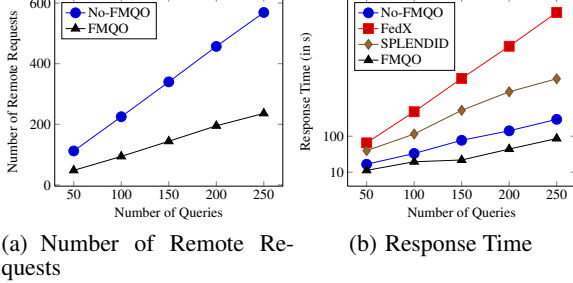 600
400
200
0
50 100 150 200 250
Number of Remote Requests
Number of Queries
No-FMQO
FMQO
(a) Number of Remote Re-
quests
100
10
50 100 150 200 250
Response Time (in s)
Number of Queries
No-FMQO
FedX
SPLENDID
FMQO
(b) Response Time